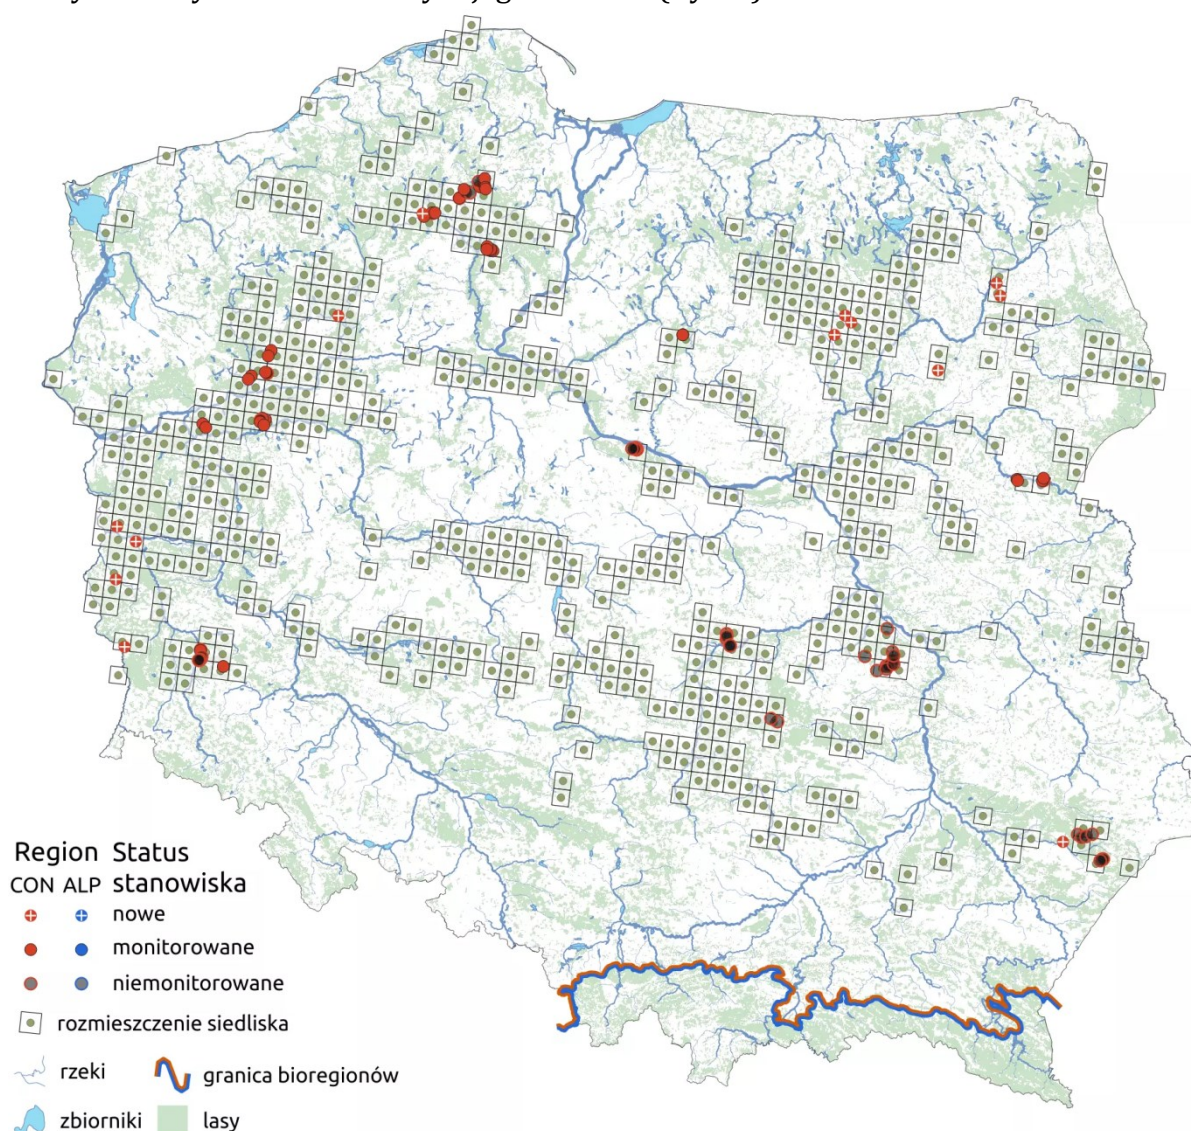 Region Status
CON ALP stanowiska
nowe
monitorowane
niemonitorowane
rozmieszczenie siedliska
rzeki
granica bioregionów
zbiorniki
lasy